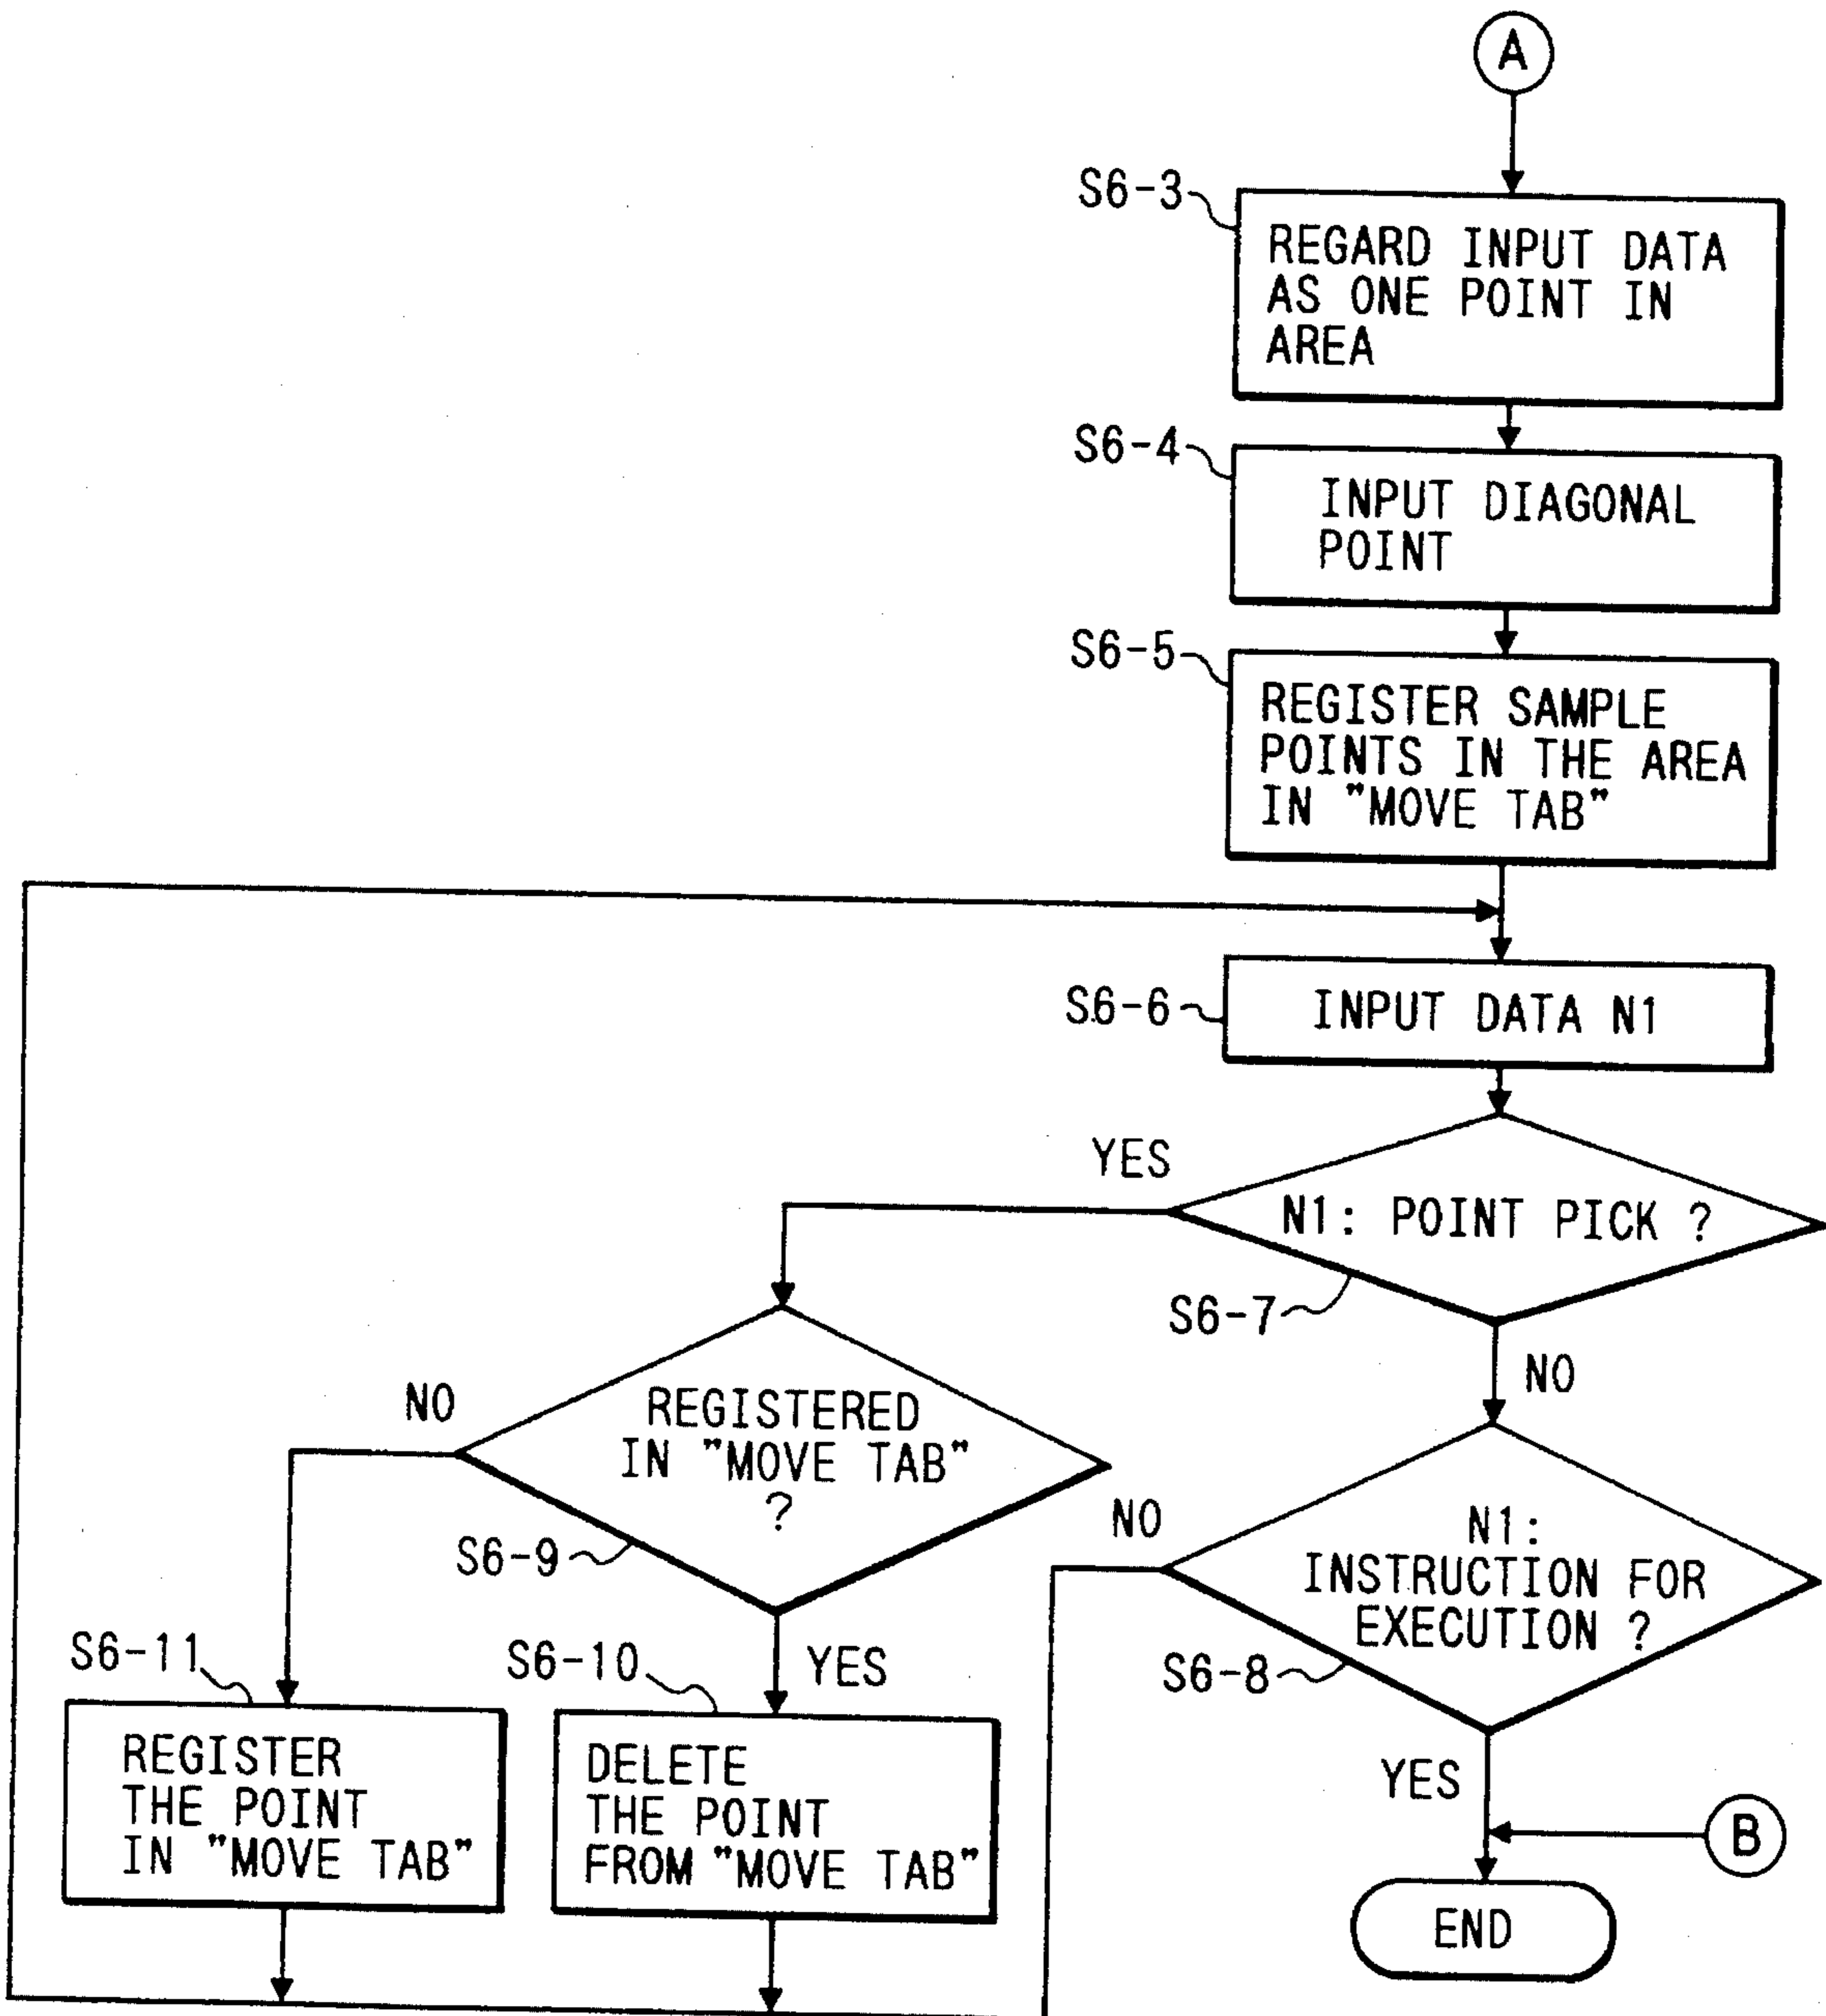 A
S6-3
REGARD INPUT DATA
AS ONE POINT IN
AREA
S6-4
INPUT DIAGONAL
POINT
S6-5
REGISTER SAMPLE
POINTS IN THE AREA
IN "MOVE TAB"
S6-6
INPUT DATA N1
YES
N1: POINT PICK ?
S6-7
NO
NO
REGISTERED
IN "MOVE TAB"
?
S6-9
NO
N1:
INSTRUCTION FOR
EXECUTION ?
S6-8
S6-11
S6-10
YES
REGISTER
THE POINT
IN "MOVE TAB"
DELETE
THE POINT
FROM "MOVE TAB"
YES
B
END